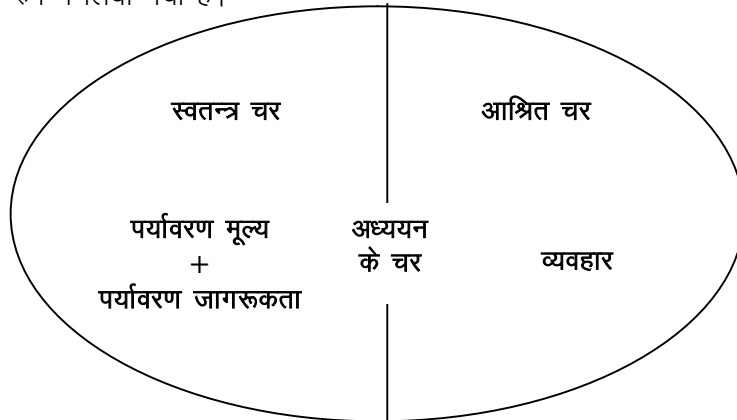 स्वतन्त्र चर
आश्रित चर
पर्यावरण मूल्य
+
पर्यावरण जागरूकता
अध्ययन
के चर
व्यवहार